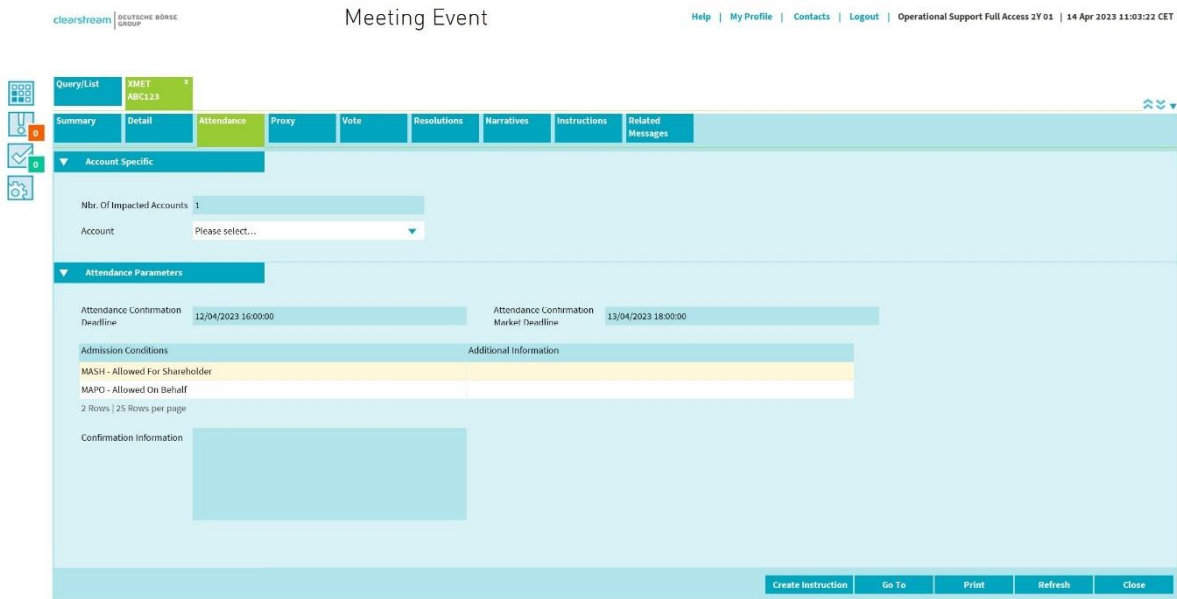 clearstream DEUTSCHE BÖRSE GROUP
Meeting Event
Help | My Profile | Contacts | Logout | Operational Support Full Access 2Y 01 | 14 Apr 2023 11:03:22 CET
Query/List
XMET x
ABC123
0
0
Summary Detail Attendance Proxy Vote Resolutions Narratives Instructions Related Messages
Account Specific
Nbr. Of Impacted Accounts 1
Account Please select...
Attendance Parameters
Attendance Confirmation Deadline 12/04/2023 16:00:00
Attendance Confirmation Market Deadline 13/04/2023 18:00:00
Admission Conditions Additional Information
MASH - Allowed For Shareholder
MAPO - Allowed On Behalf
2 Rows | 25 Rows per page
Confirmation Information
Create Instruction Go To Print Refresh Close